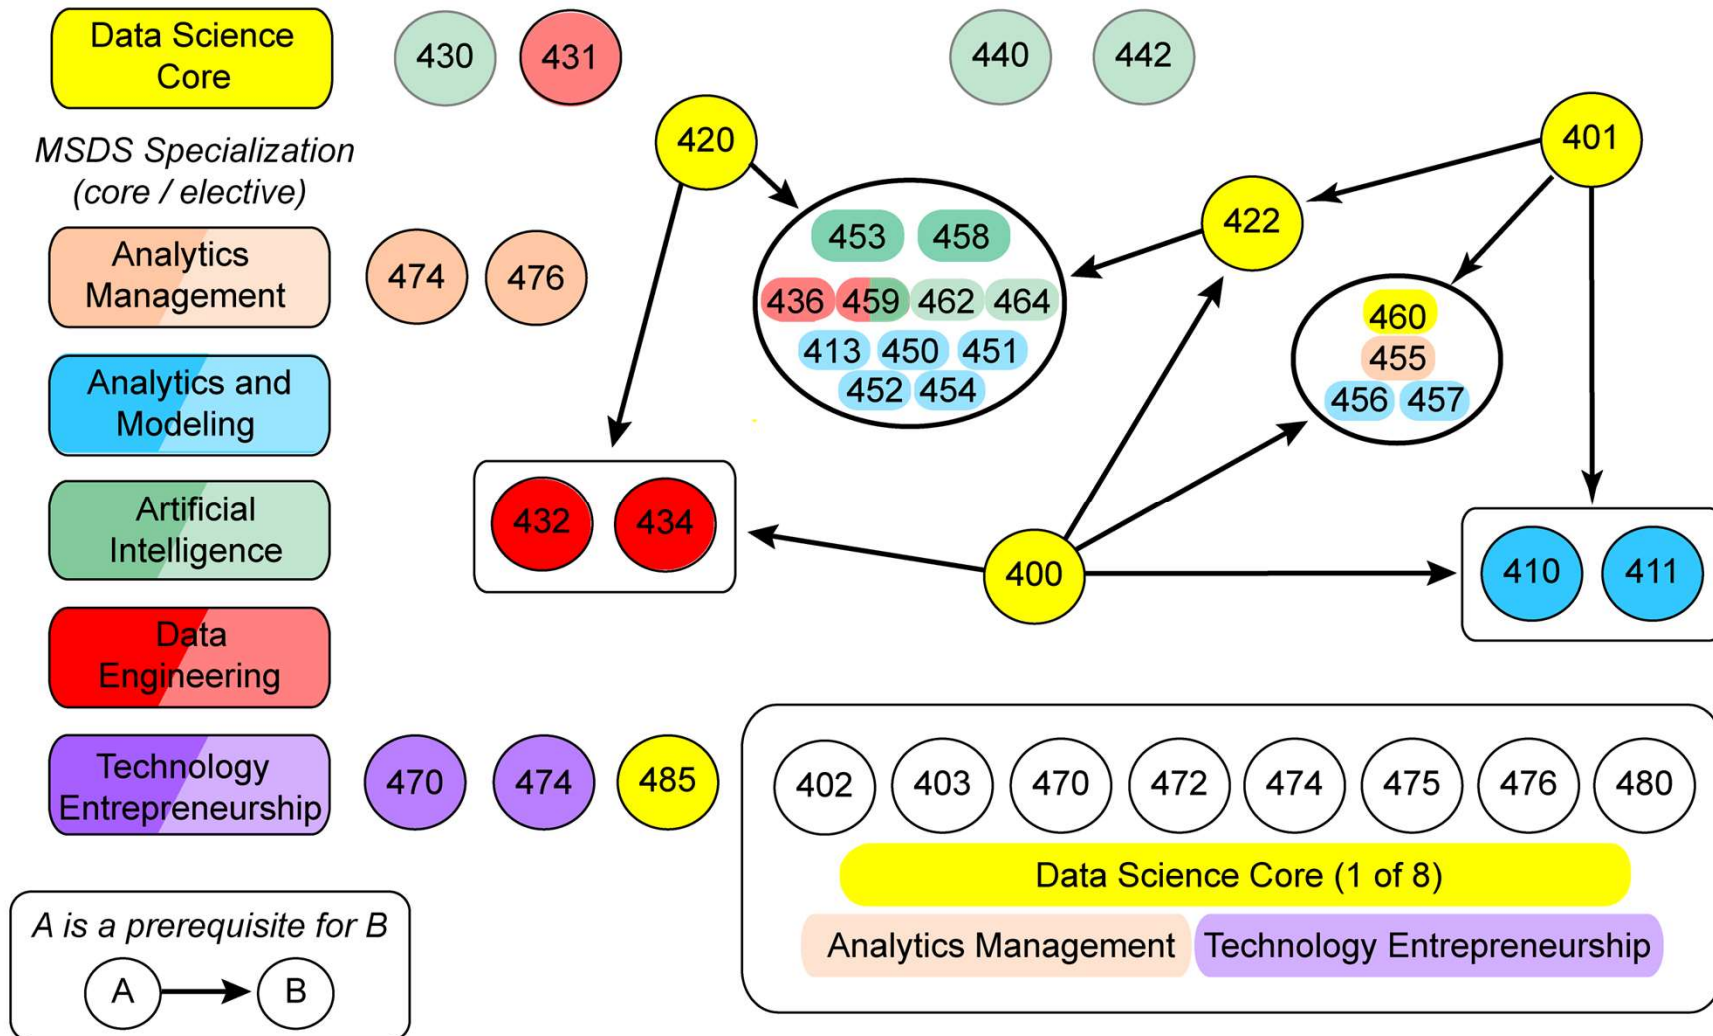 Data Science
Core
430
431
440
442
420
401
MSDS Specialization
(core / elective)
422
453 458
436 459 462 464
413 450 451
452 454
460
455
456 457
Analytics
Management
474
476
Analytics and
Modeling
Artificial
Intelligence
432
434
400
410
411
Data
Engineering
Technology
Entrepreneurship
470
474
485
402
403
470
472
474
475
476
480
Data Science Core (1 of 8)
Analytics Management
Technology Entrepreneurship
A is a prerequisite for B
A
B